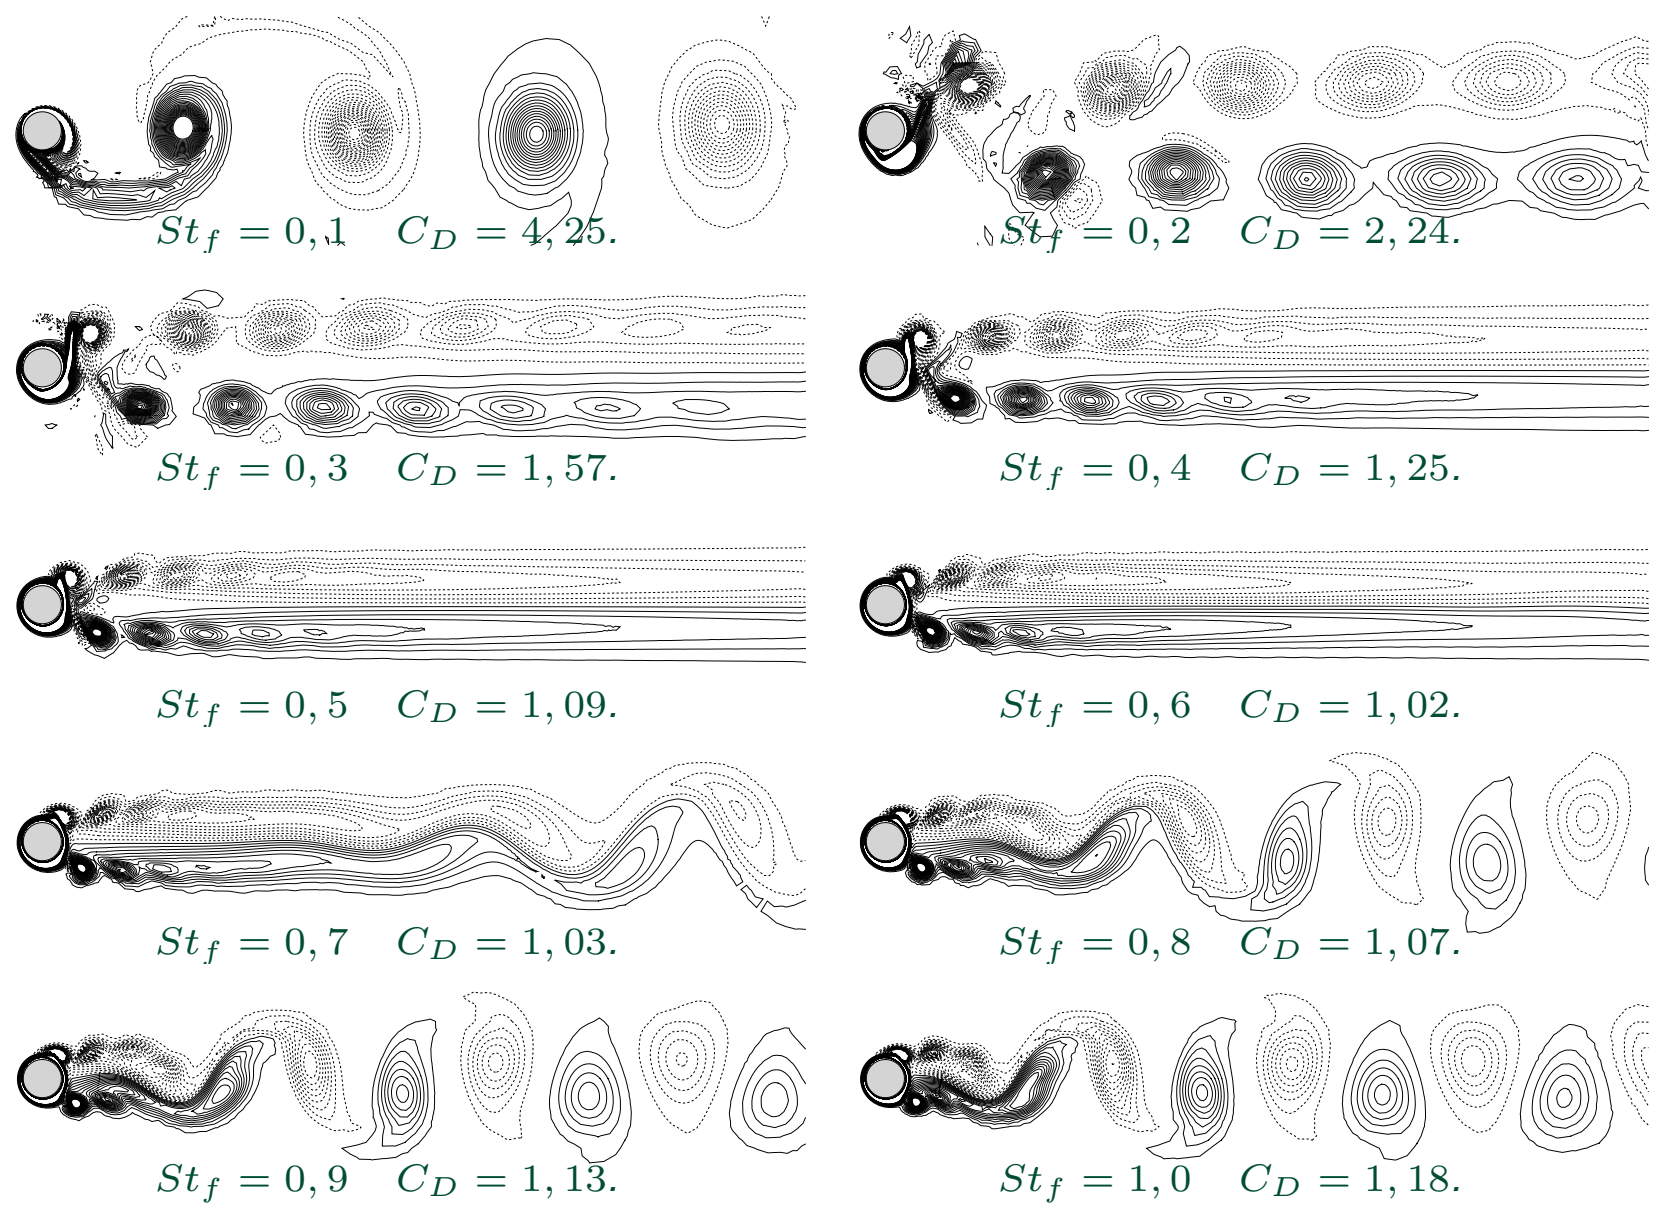 St_f = 0,1 C_D = 4,25.
St_f = 0,2 C_D = 2,24.
St_f = 0,3 C_D = 1,57.
St_f = 0,4 C_D = 1,25.
St_f = 0,5 C_D = 1,09.
St_f = 0,6 C_D = 1,02.
St_f = 0,7 C_D = 1,03.
St_f = 0,8 C_D = 1,07.
St_f = 0,9 C_D = 1,13.
St_f = 1,0 C_D = 1,18.